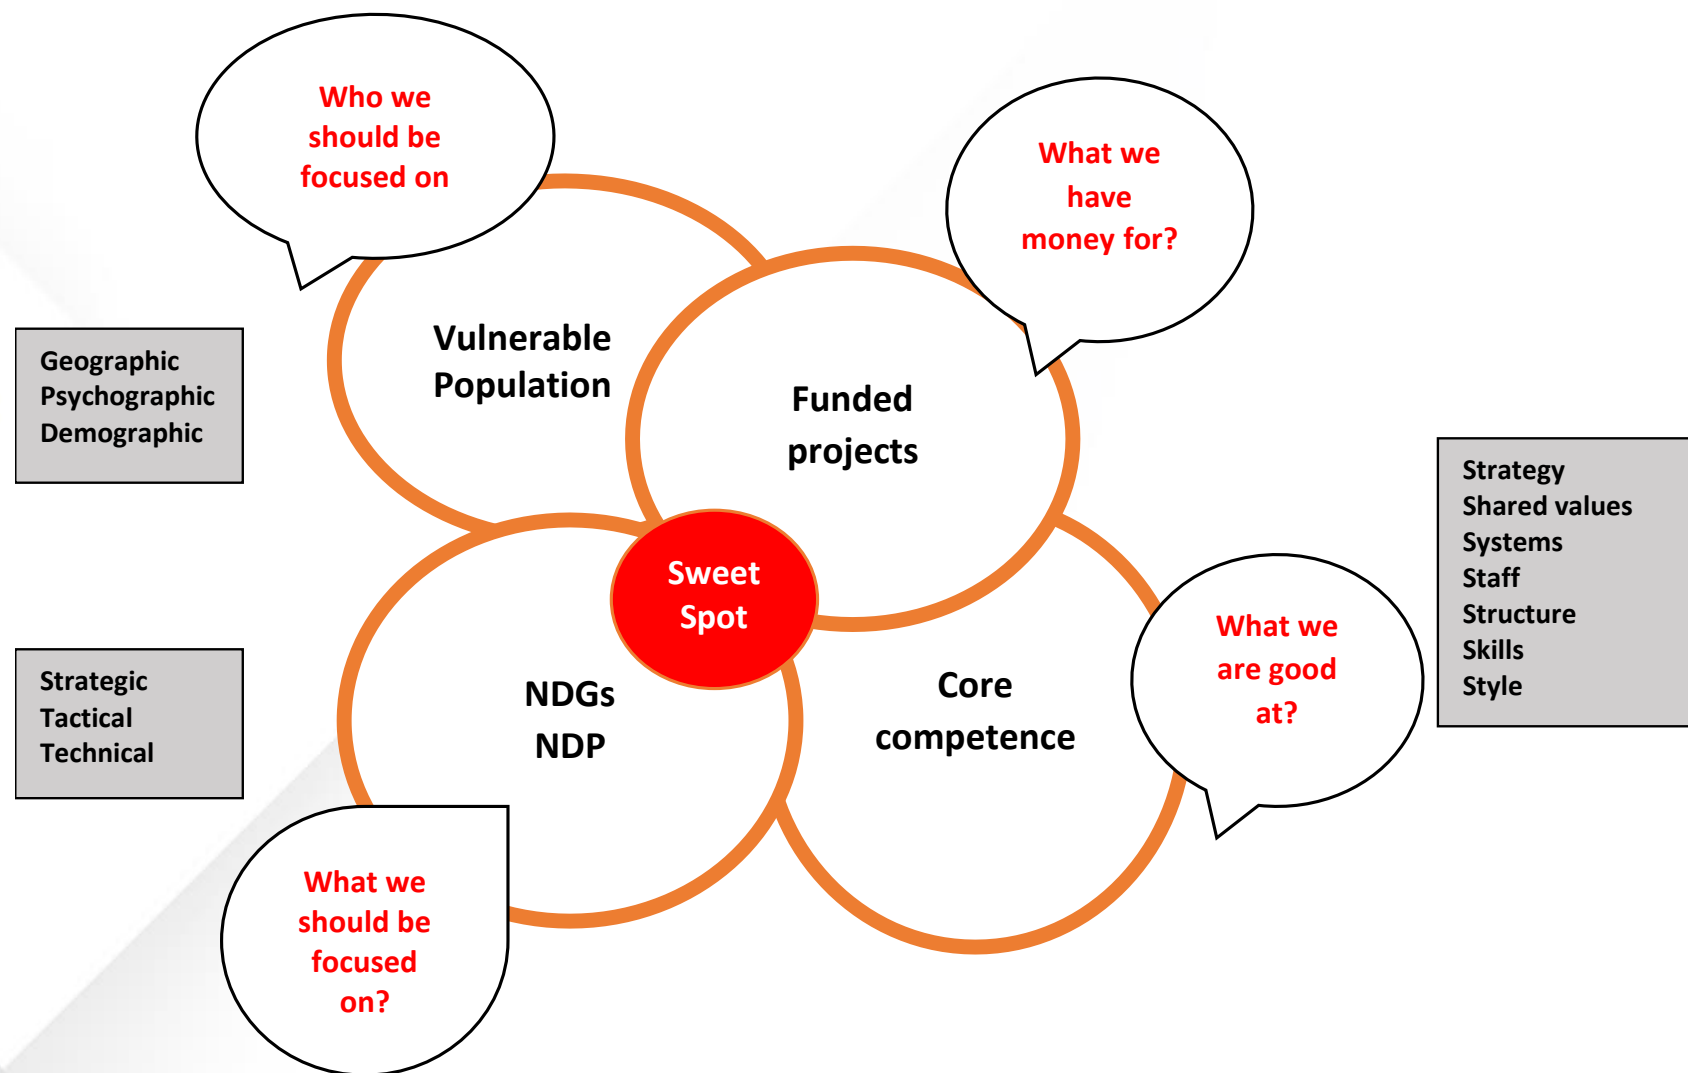 Who we
should be
focused on
What we
have
money for?
Vulnerable
Population
Funded
projects
Geographic
Psychographic
Demographic
Strategy
Shared values
Systems
Staff
Structure
Skills
Style
Sweet
Spot
What we
are good
at?
Strategic
Tactical
Technical
NDGs
NDP
Core
competence
What we
should be
focused
on?